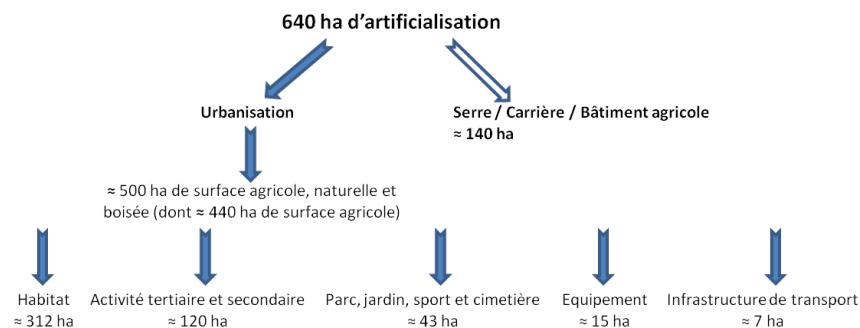 640 ha d’artificialisation
Urbanisation
Serre / Carrière / Bâtiment agricole
≈ 140 ha
≈ 500 ha de surface agricole, naturelle et
boisée (dont ≈ 440 ha de surface agricole)
Habitat
≈ 312 ha
Activité tertiaire et secondaire
≈ 120 ha
Parc, jardin, sport et cimetière
≈ 43 ha
Equipement
≈ 15 ha
Infrastructure de transport
≈ 7 ha